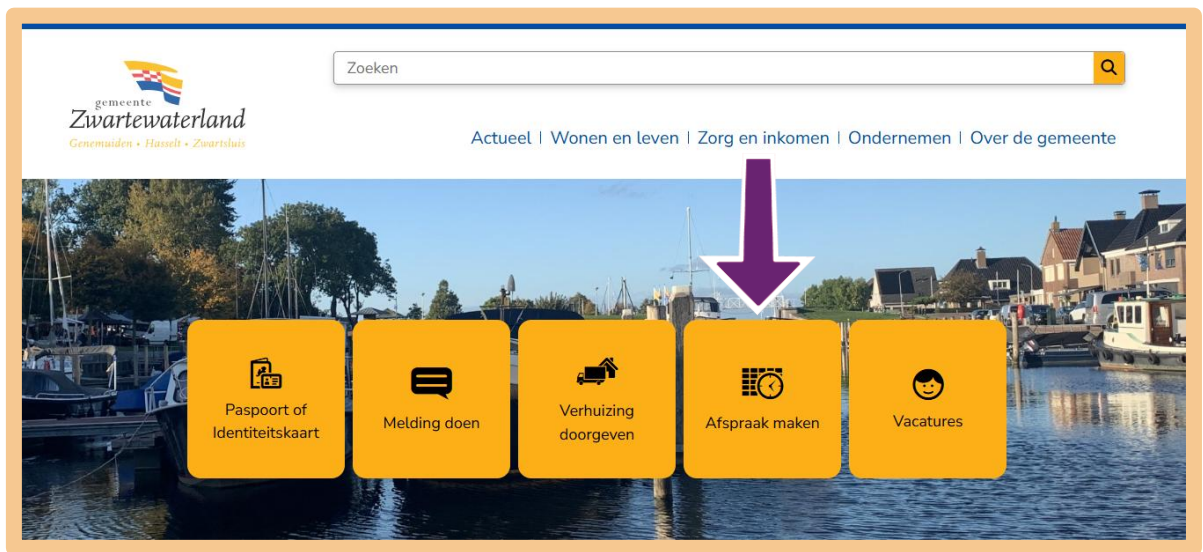 Zoeken
gemeente
Zwartewaterland
Genemuiden • Hasselt • Zwartsluis
Actueel | Wonen en leven | Zorg en inkomen | Ondernemen | Over de gemeente
Paspoort of
Identiteitskaart
Melding doen
Verhuizing
doorgeven
Afspraak maken
Vacatures